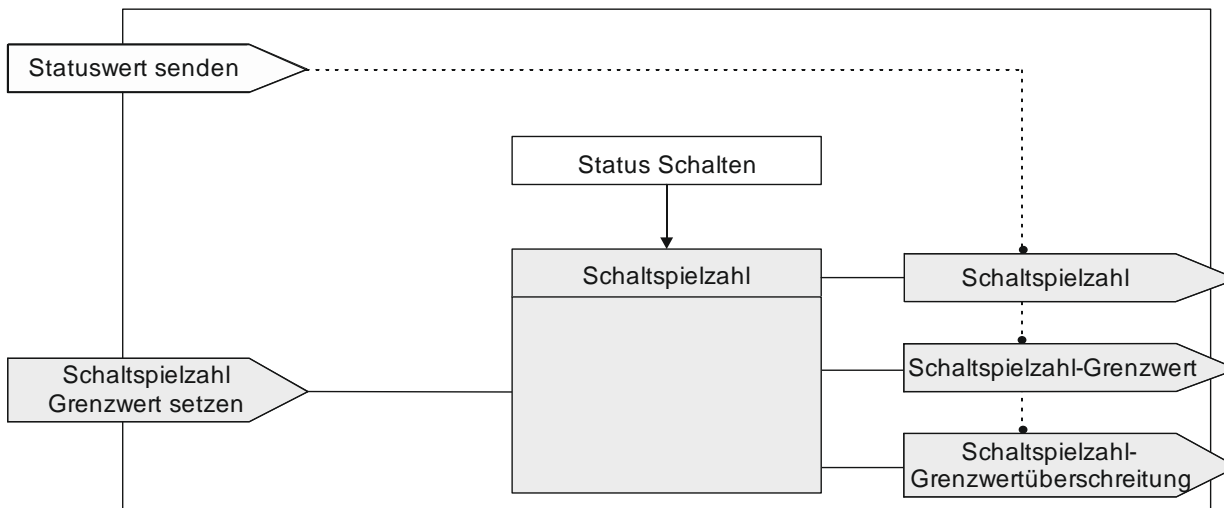 Statuswert senden
Status Schalten
Schaltspielzahl
Schaltspielzahl
Schaltspielzahl
Grenzwert setzen
Schaltspielzahl-Grenzwert
Schaltspielzahl-
Grenzwertüberschreitung